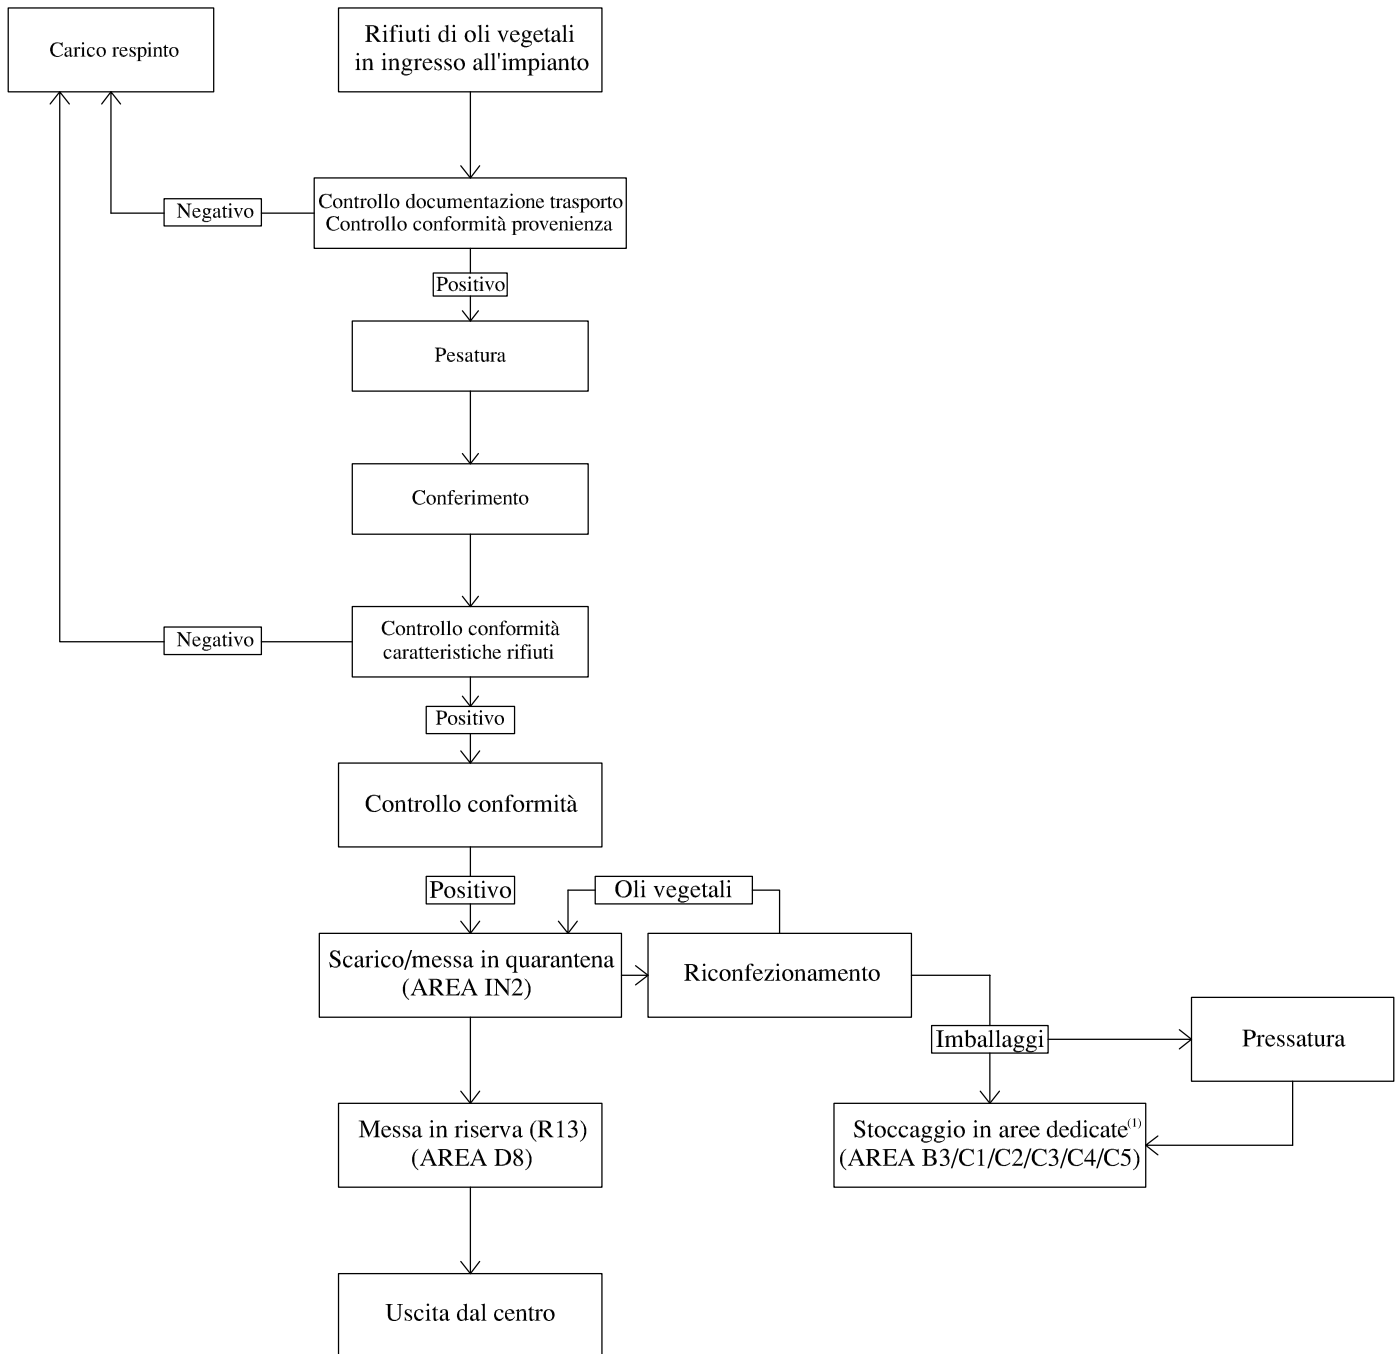 Carico respinto
Rifiuti di oli vegetali
in ingresso all'impianto
Controllo documentazione trasporto
Controllo conformità provenienza
Negativo
Positivo
Pesatura
Conferimento
Controllo conformità
caratteristiche rifiuti
Negativo
Positivo
Controllo conformità
Positivo
Oli vegetali
Scarico/messa in quarantena
(AREA IN2)
Riconfezionamento
Imballaggi
Pressatura
Messa in riserva (R13)
(AREA D8)
Stoccaggio in aree dedicate(1)
(AREA B3/C1/C2/C3/C4/C5)
Uscita dal centro